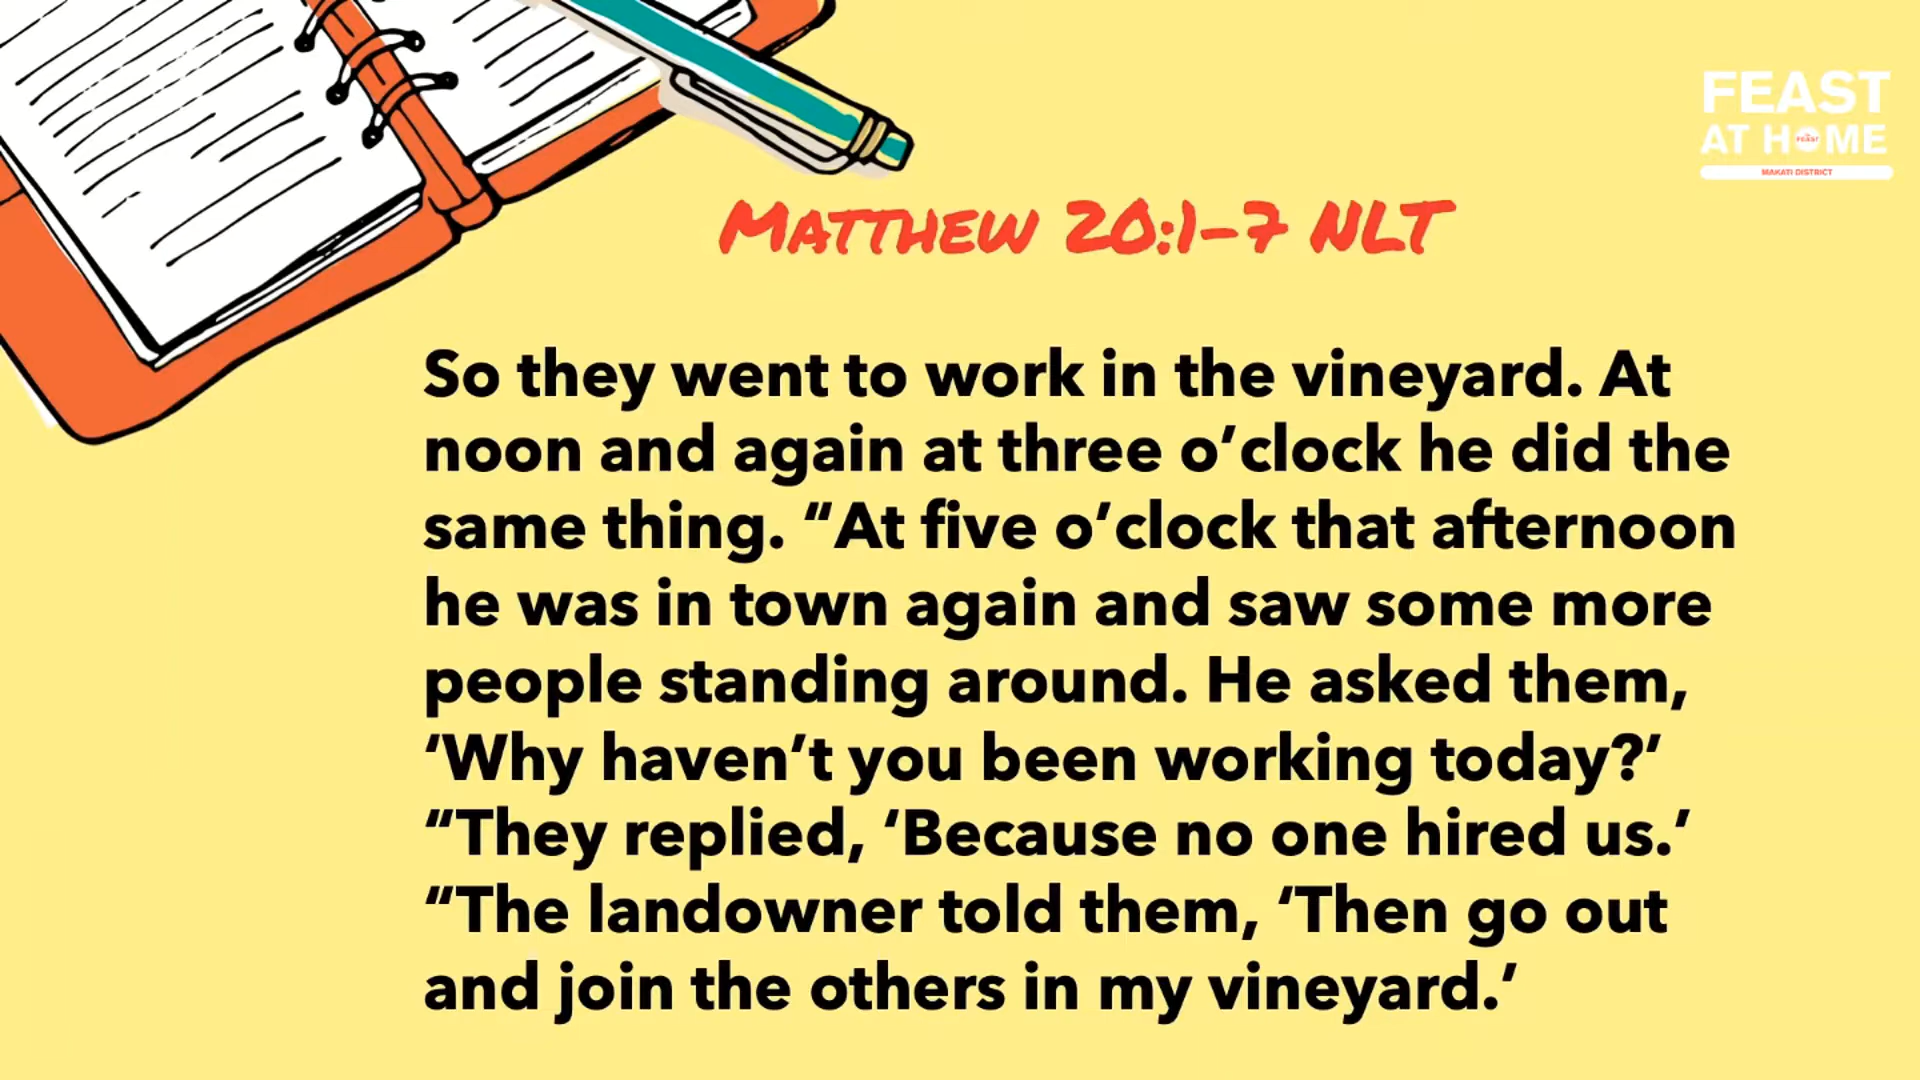 FEAST
AT HOME
FEAST
MAKATI DISTRICT
MATTHEW 20:1-7 NLT
So they went to work in the vineyard. At
noon and again at three o’clock he did the
same thing. “At five o’clock that afternoon
he was in town again and saw some more
people standing around. He asked them,
‘Why haven’t you been working today?’
“They replied, ‘Because no one hired us.’
“The landowner told them, ‘Then go out
and join the others in my vineyard.’